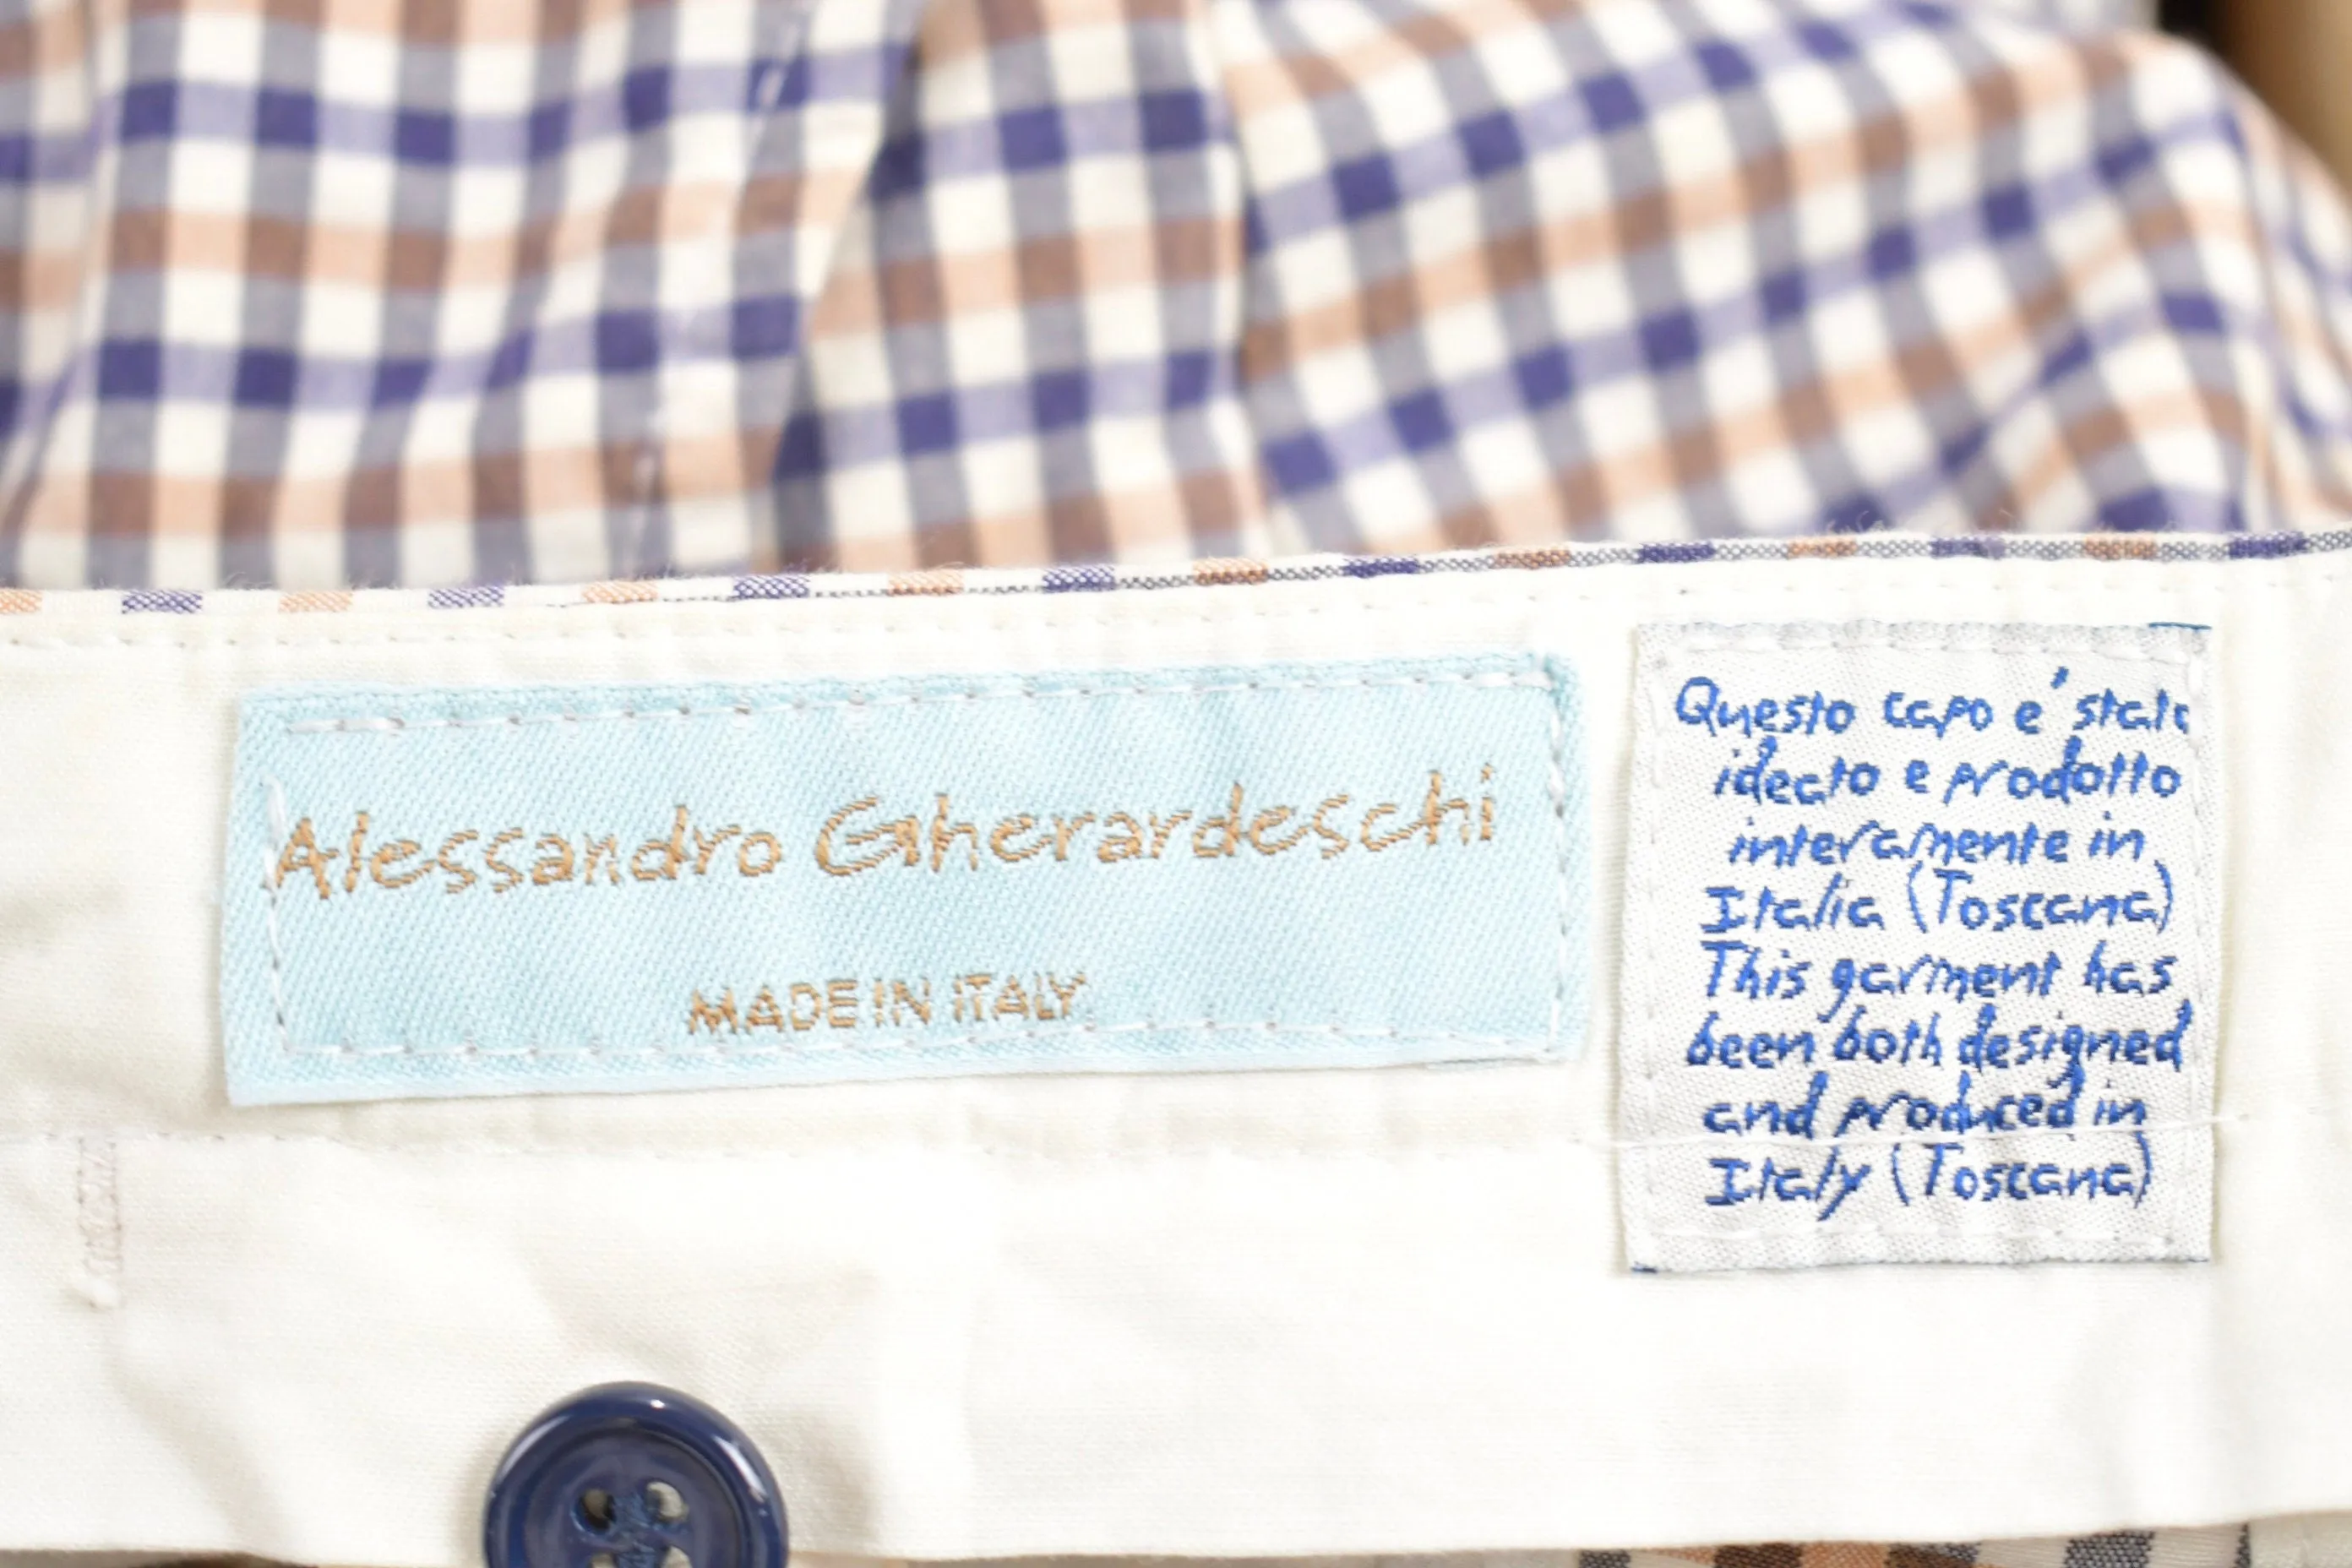 Alessandro Gherardeschi
MADE IN ITALY
Questo capo e' stato
ideato e prodotto
interamente in
Italia (Toscana)
This garment has
been both designed
and produced in
Italy (Toscana)